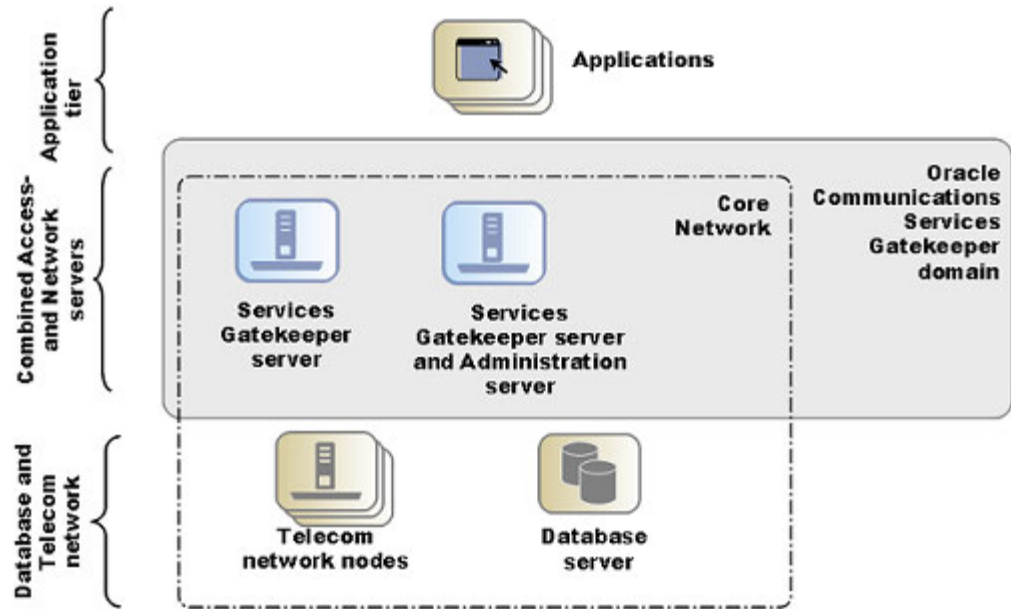 Application
tier
Applications
Combined Access-
and Network
servers
Oracle
Communications
Services
Gatekeeper
domain
Core
Network
Services
Gatekeeper
server
Services
Gatekeeper server
and Administration
server
Database and
Telecom
network
Telecom
network nodes
Database
server